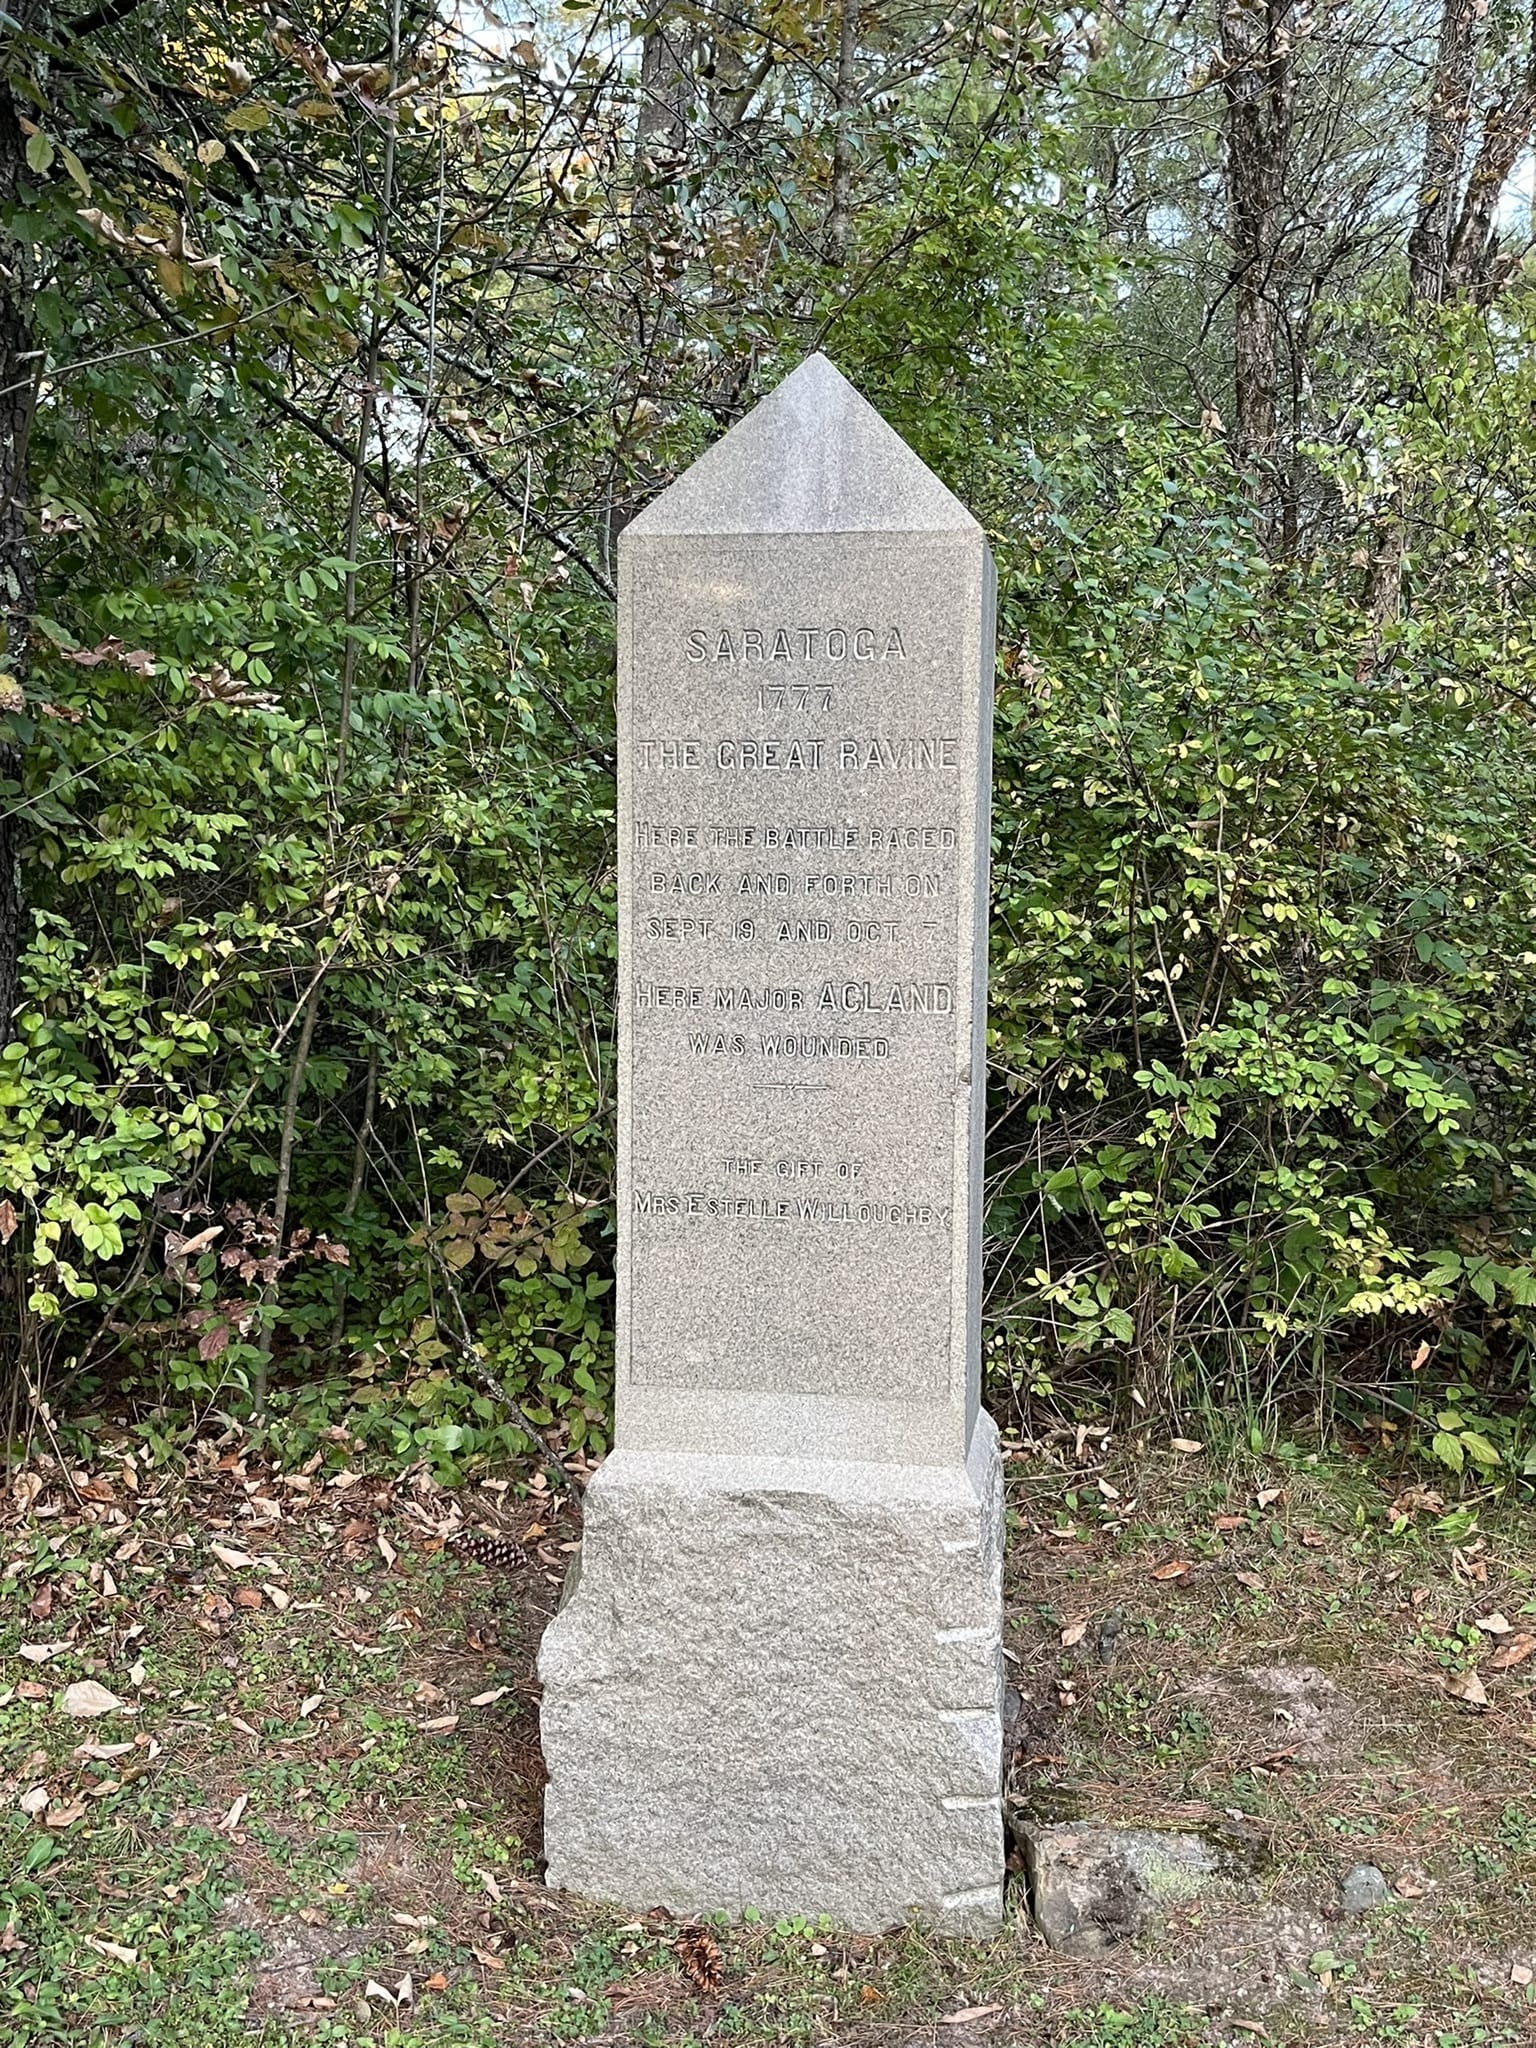 SARATOGA
1777
THE GREAT RAVINE
HERE THE BATTLE RAGED
BACK AND FORTH ON
SEPT. 19. AND OCT. 7.
HERE MAJOR ACLAND
WAS WOUNDED.
THE GIFT OF
MRS ESTELLE WILLOUGHBY